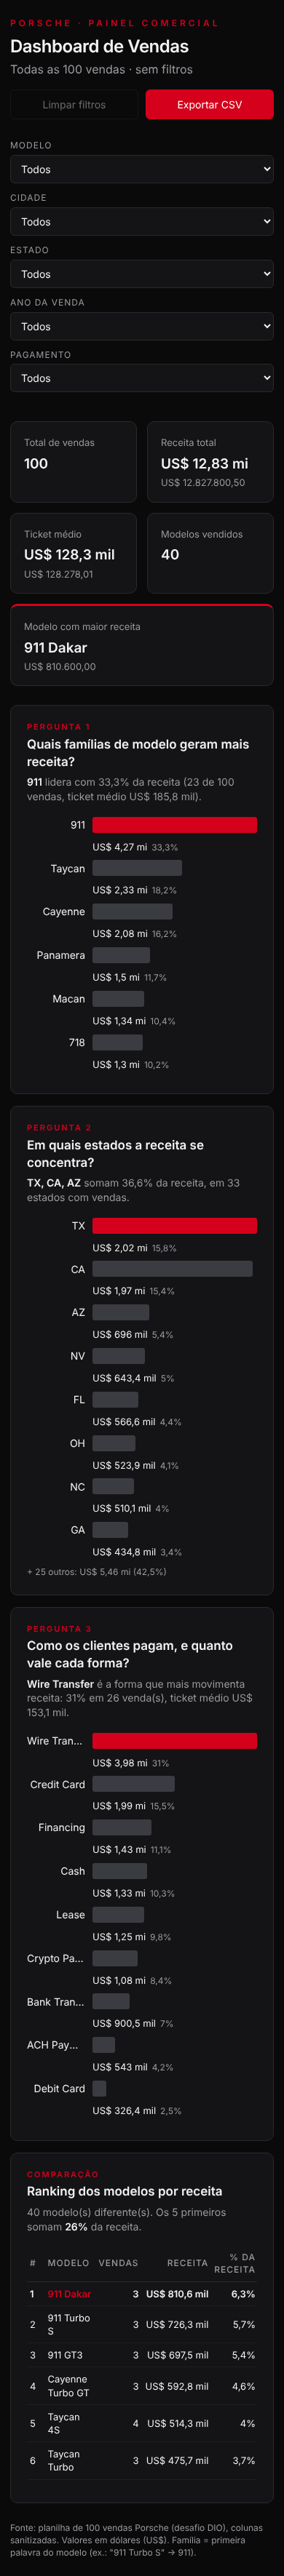 PORSCHE · PAINEL COMERCIAL
Dashboard de Vendas
Todas as 100 vendas · sem filtros
Limpar filtros
Exportar CSV
MODELO
Todos
CIDADE
Todos
ESTADO
Todos
ANO DA VENDA
Todos
PAGAMENTO
Todos
Total de vendas
100
Receita total
US$ 12,83 mi
US$ 12.827.800,50
Ticket médio
US$ 128,3 mil
US$ 128.278,01
Modelos vendidos
40
Modelo com maior receita
911 Dakar
US$ 810.600,00
PERGUNTA 1
Quais famílias de modelo geram mais
receita?
911 lidera com 33,3% da receita (23 de 100
vendas, ticket médio US$ 185,8 mil).
911
US$ 4,27 mi 33,3%
Taycan
US$ 2,33 mi 18,2%
Cayenne
US$ 2,08 mi 16,2%
Panamera
US$ 1,5 mi 11,7%
Macan
US$ 1,34 mi 10,4%
718
US$ 1,3 mi 10,2%
PERGUNTA 2
Em quais estados a receita se
concentra?
TX, CA, AZ somam 36,6% da receita, em 33
estados com vendas.
TX
US$ 2,02 mi 15,8%
CA
US$ 1,97 mi 15,4%
AZ
US$ 696 mil 5,4%
NV
US$ 643,4 mil 5%
FL
US$ 566,6 mil 4,4%
OH
US$ 523,9 mil 4,1%
NC
US$ 510,1 mil 4%
GA
US$ 434,8 mil 3,4%
+ 25 outros: US$ 5,46 mi (42,5%)
PERGUNTA 3
Como os clientes pagam, e quanto
vale cada forma?
Wire Transfer é a forma que mais movimenta
receita: 31% em 26 venda(s), ticket médio US$
153,1 mil.
Wire Tran...
US$ 3,98 mi 31%
Credit Card
US$ 1,99 mi 15,5%
Financing
US$ 1,43 mi 11,1%
Cash
US$ 1,33 mi 10,3%
Lease
US$ 1,25 mi 9,8%
Crypto Pa...
US$ 1,08 mi 8,4%
Bank Tran...
US$ 900,5 mil 7%
ACH Pay...
US$ 543 mil 4,2%
Debit Card
US$ 326,4 mil 2,5%
COMPARAÇÃO
Ranking dos modelos por receita
40 modelo(s) diferente(s). Os 5 primeiros
somam 26% da receita.
# MODELO VENDAS RECEITA % DA RECEITA
1 911 Dakar 3 US$ 810,6 mil 6,3%
2 911 Turbo S 3 US$ 726,3 mil 5,7%
3 911 GT3 3 US$ 697,5 mil 5,4%
4 Cayenne Turbo GT 3 US$ 592,8 mil 4,6%
5 Taycan 4S 4 US$ 514,3 mil 4%
6 Taycan Turbo 3 US$ 475,7 mil 3,7%
Fonte: planilha de 100 vendas Porsche (desafio DIO), colunas
sanitizadas. Valores em dólares (US$). Família = primeira
palavra do modelo (ex.: "911 Turbo S" → 911).